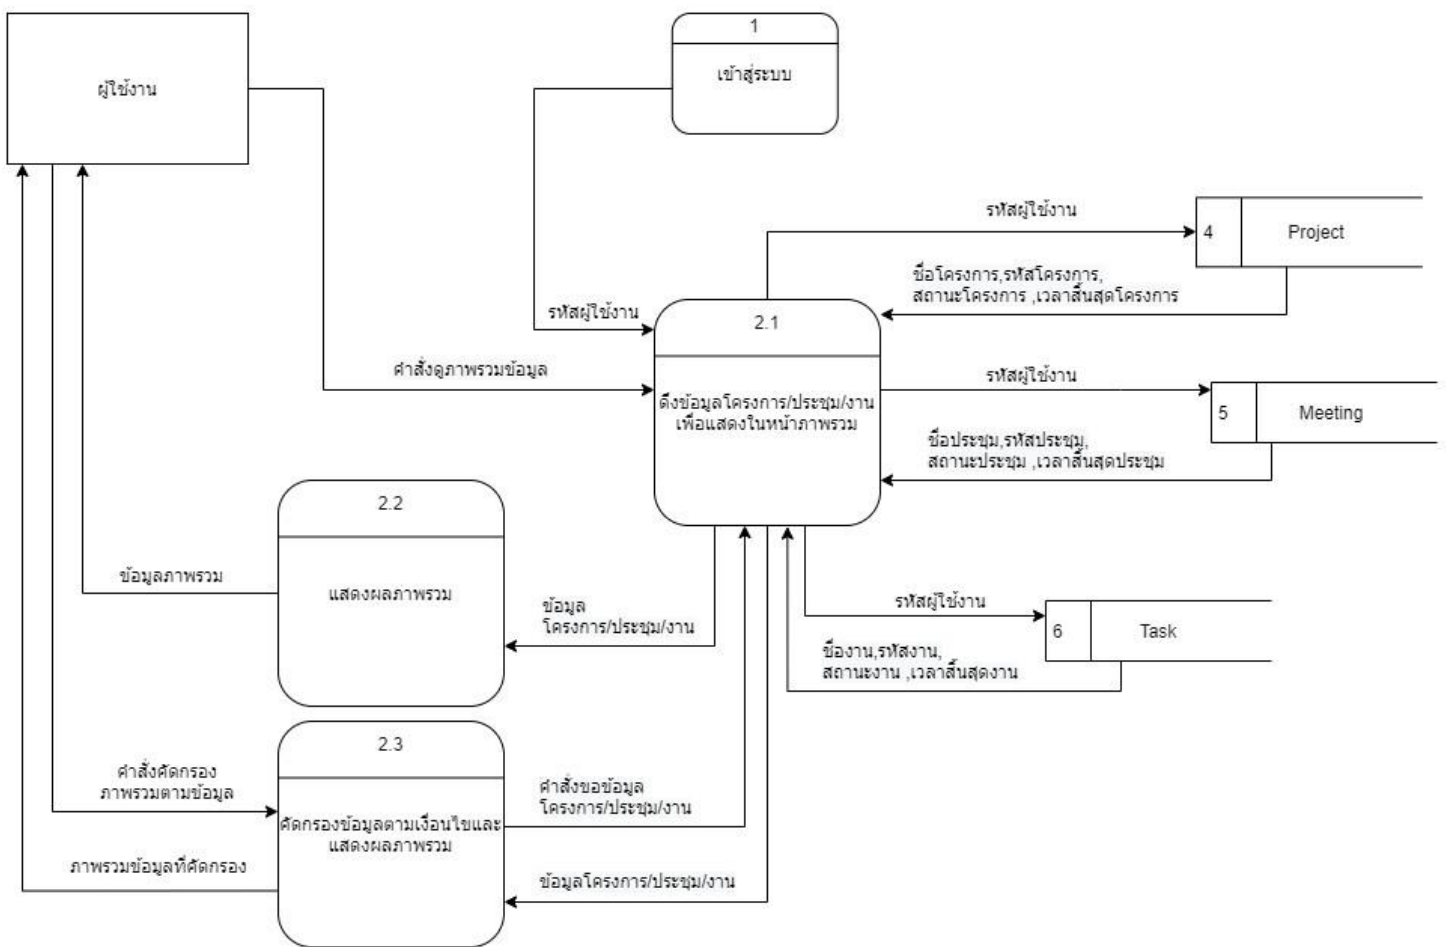 1
ผู้ใช้งาน
เข้าสู่ระบบ
รหัสผู้ใช้งาน
4
Project
ชื่อโครงการ,รหัสโครงการ,
สถานะโครงการ ,เวลาสิ้นสุดโครงการ
รหัสผู้ใช้งาน
2.1
คำสั่งดูภาพรวมข้อมูล
รหัสผู้ใช้งาน
ดึงข้อมูลโครงการ/ประชุม/งาน
เพื่อแสดงในหน้าภาพรวม
5
Meeting
ชื่อประชุม,รหัสประชุม,
สถานะประชุม ,เวลาสิ้นสุดประชุม
2.2
ข้อมูลภาพรวม
แสดงผลภาพรวม
ข้อมูล
โครงการ/ประชุม/งาน
รหัสผู้ใช้งาน
6
Task
ชื่องาน,รหัสงาน,
สถานะงาน ,เวลาสิ้นสุดงาน
2.3
คำสั่งคัดกรอง
ภาพรวมตามข้อมูล
คำสั่งขอข้อมูล
โครงการ/ประชุม/งาน
คัดกรองข้อมูลตามเงื่อนไขและ
แสดงผลภาพรวม
ภาพรวมข้อมูลที่คัดกรอง
ข้อมูลโครงการ/ประชุม/งาน